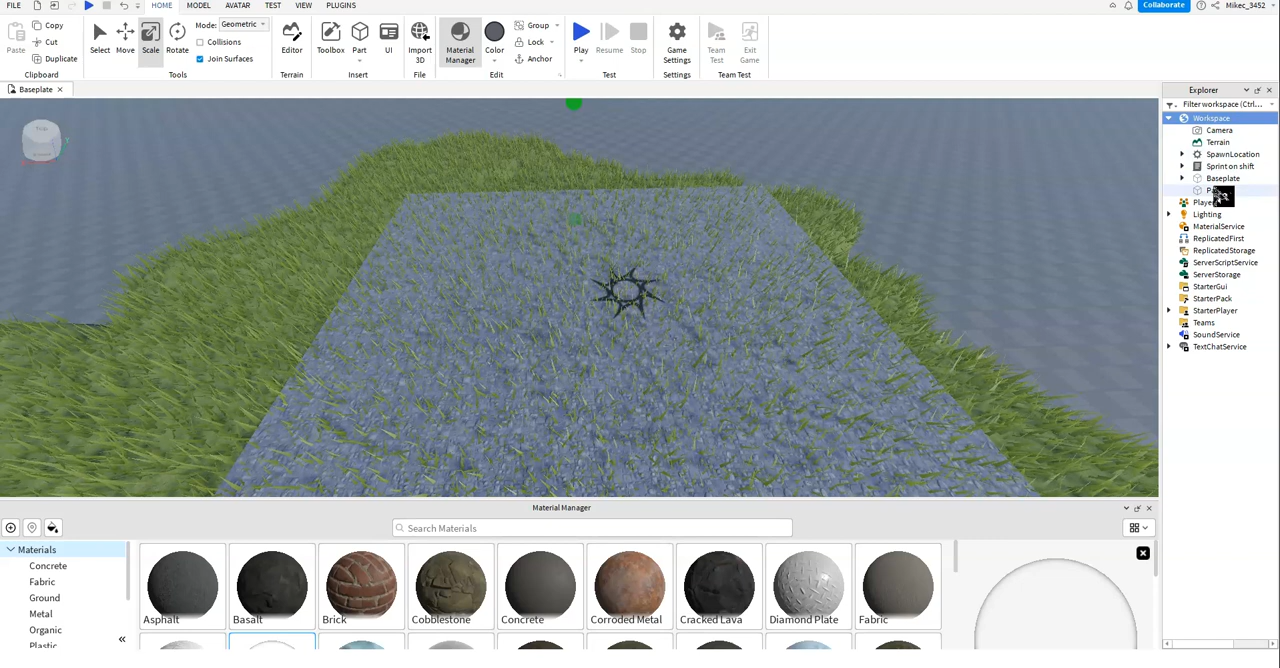 FILE HOME MODEL AVATAR TEST VIEW PLUGINS Collaborate Mikec_3452
Copy Mode: Geometric Group
Cut Collisions Lock
Paste Duplicate Select Move Scale Rotate Join Surfaces Editor Toolbox Part UI Import 3D Material Manager Color Anchor Play Resume Stop Game Settings Team Test Exit Game
Clipboard Tools Terrain Insert File Edit Test Settings Team Test
Baseplate
Explorer
Filter workspace (Ctrl...
Workspace
Camera
Terrain
SpawnLocation
Sprint on shift
Baseplate
Lighting
MaterialService
ReplicatedFirst
ReplicatedStorage
ServerScriptService
ServerStorage
StarterGui
StarterPack
StarterPlayer
Teams
SoundService
TextChatService
Material Manager
Search Materials
Materials
Concrete
Fabric
Ground
Metal
Organic
Plastic
Asphalt Basalt Brick Cobblestone Concrete Corroded Metal Cracked Lava Diamond Plate Fabric